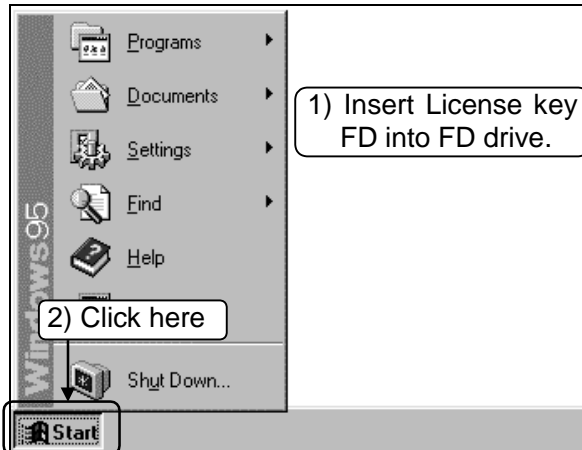 Programs
Documents
Settings
Find
Help
Shut Down...
Windows95
1) Insert License key
FD into FD drive.
2) Click here
Start